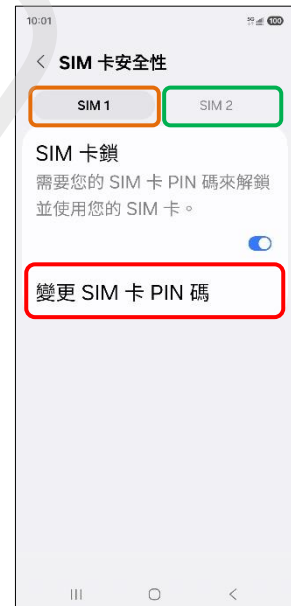 10:01
5G 100
< SIM 卡安全性
SIM 1 SIM 2
SIM 卡鎖
需要您的 SIM 卡 PIN 碼來解鎖
並使用您的 SIM 卡。
變更 SIM 卡 PIN 碼